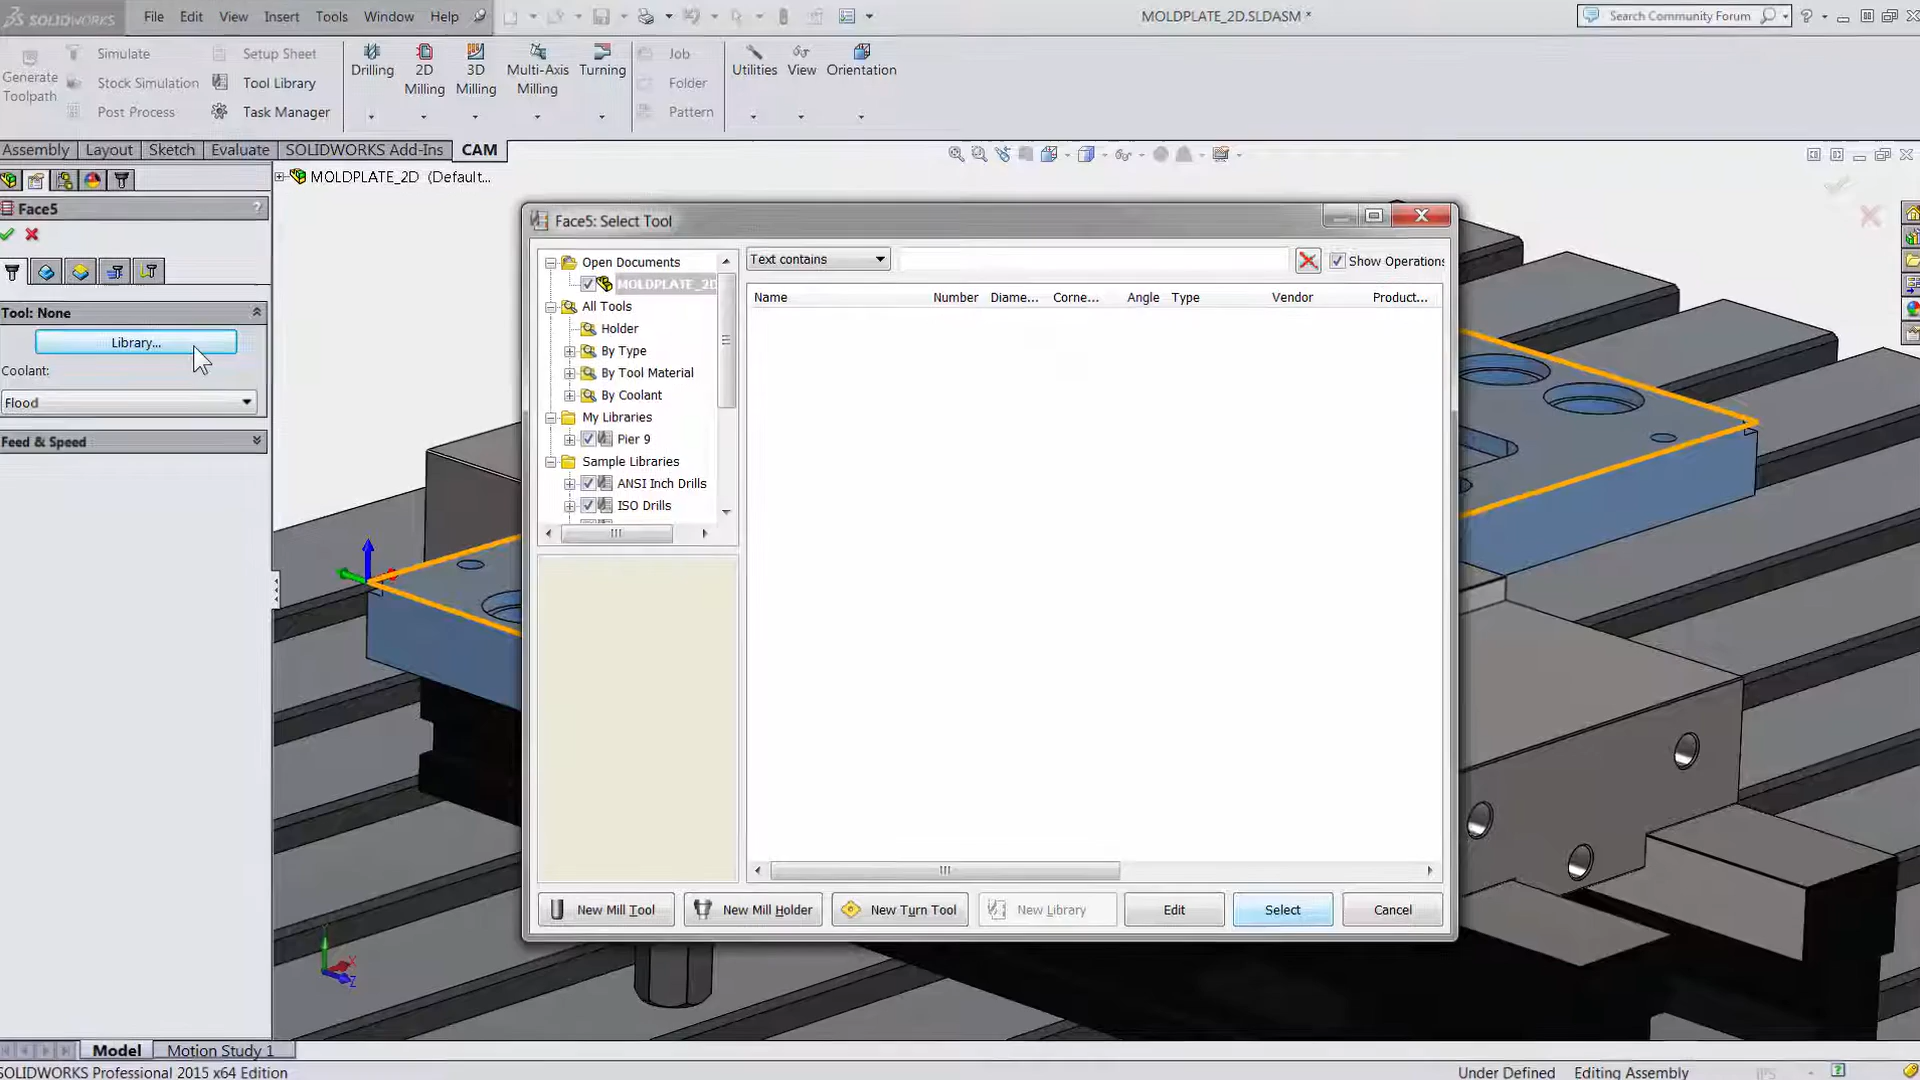 SOLIDWORKS
File Edit View Insert Tools Window Help
MOLDPLATE_2D.SLDASM *
Search Community Forum
Generate Toolpath
Simulate
Stock Simulation
Post Process
Setup Sheet
Tool Library
Task Manager
Drilling
2D Milling
3D Milling
Multi-Axis Milling
Turning
Job
Folder
Pattern
Utilities
View
Orientation
Assembly Layout Sketch Evaluate SOLIDWORKS Add-Ins CAM
MOLDPLATE_2D (Default...
Face5
?
Tool: None
Library...
Coolant:
Flood
Feed & Speed
Face5: Select Tool
Open Documents
MOLDPLATE_2D
All Tools
Holder
By Type
By Tool Material
By Coolant
My Libraries
Pier 9
Sample Libraries
ANSI Inch Drills
ISO Drills
Text contains
Show Operations
Name Number Diame... Corne... Angle Type Vendor Product...
New Mill Tool New Mill Holder New Turn Tool New Library Edit Select Cancel
X
Z
Model Motion Study 1
SOLIDWORKS Professional 2015 x64 Edition
Under Defined Editing Assembly IPS